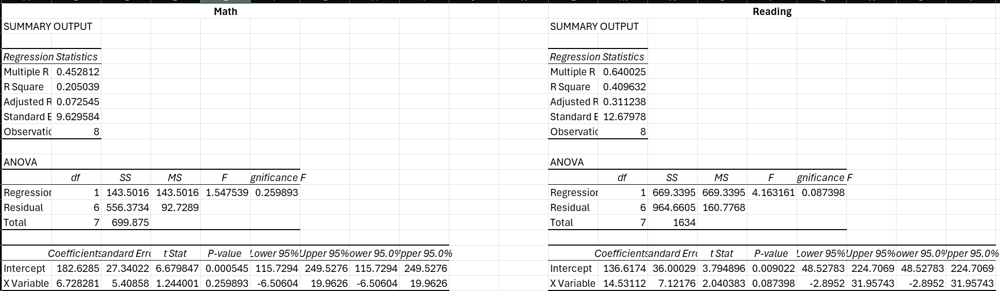 Math Reading
SUMMARY OUTPUT SUMMARY OUTPUT
Regression Statistics Regression Statistics
Multiple R 0.452812 Multiple R 0.640025
R Square 0.205039 R Square 0.409632
Adjusted R 0.072545 Adjusted R 0.311238
Standard E 9.629584 Standard E 12.67978
Observatic 8 Observatic 8
ANOVA ANOVA
df SS MS F gnificance F df SS MS F gnificance F
Regression 1 143.5016 143.5016 1.547539 0.259893 Regression 1 669.3395 669.3395 4.163161 0.087398
Residual 6 556.3734 92.7289 Residual 6 964.6605 160.7768
Total 7 699.875 Total 7 1634
Coefficients andard Erro t Stat P-value Lower 95% Upper 95% ower 95.0% pper 95.0% Coefficients andard Erro t Stat P-value Lower 95% Upper 95% ower 95.0% pper 95.0%
Intercept 182.6285 27.34022 6.679847 0.000545 115.7294 249.5276 115.7294 249.5276 Intercept 136.6174 36.00029 3.794896 0.009022 48.52783 224.7069 48.52783 224.7069
X Variable 6.728281 5.40858 1.244001 0.259893 -6.50604 19.9626 -6.50604 19.9626 X Variable 14.53112 7.12176 2.040383 0.087398 -2.8952 31.95743 -2.8952 31.95743